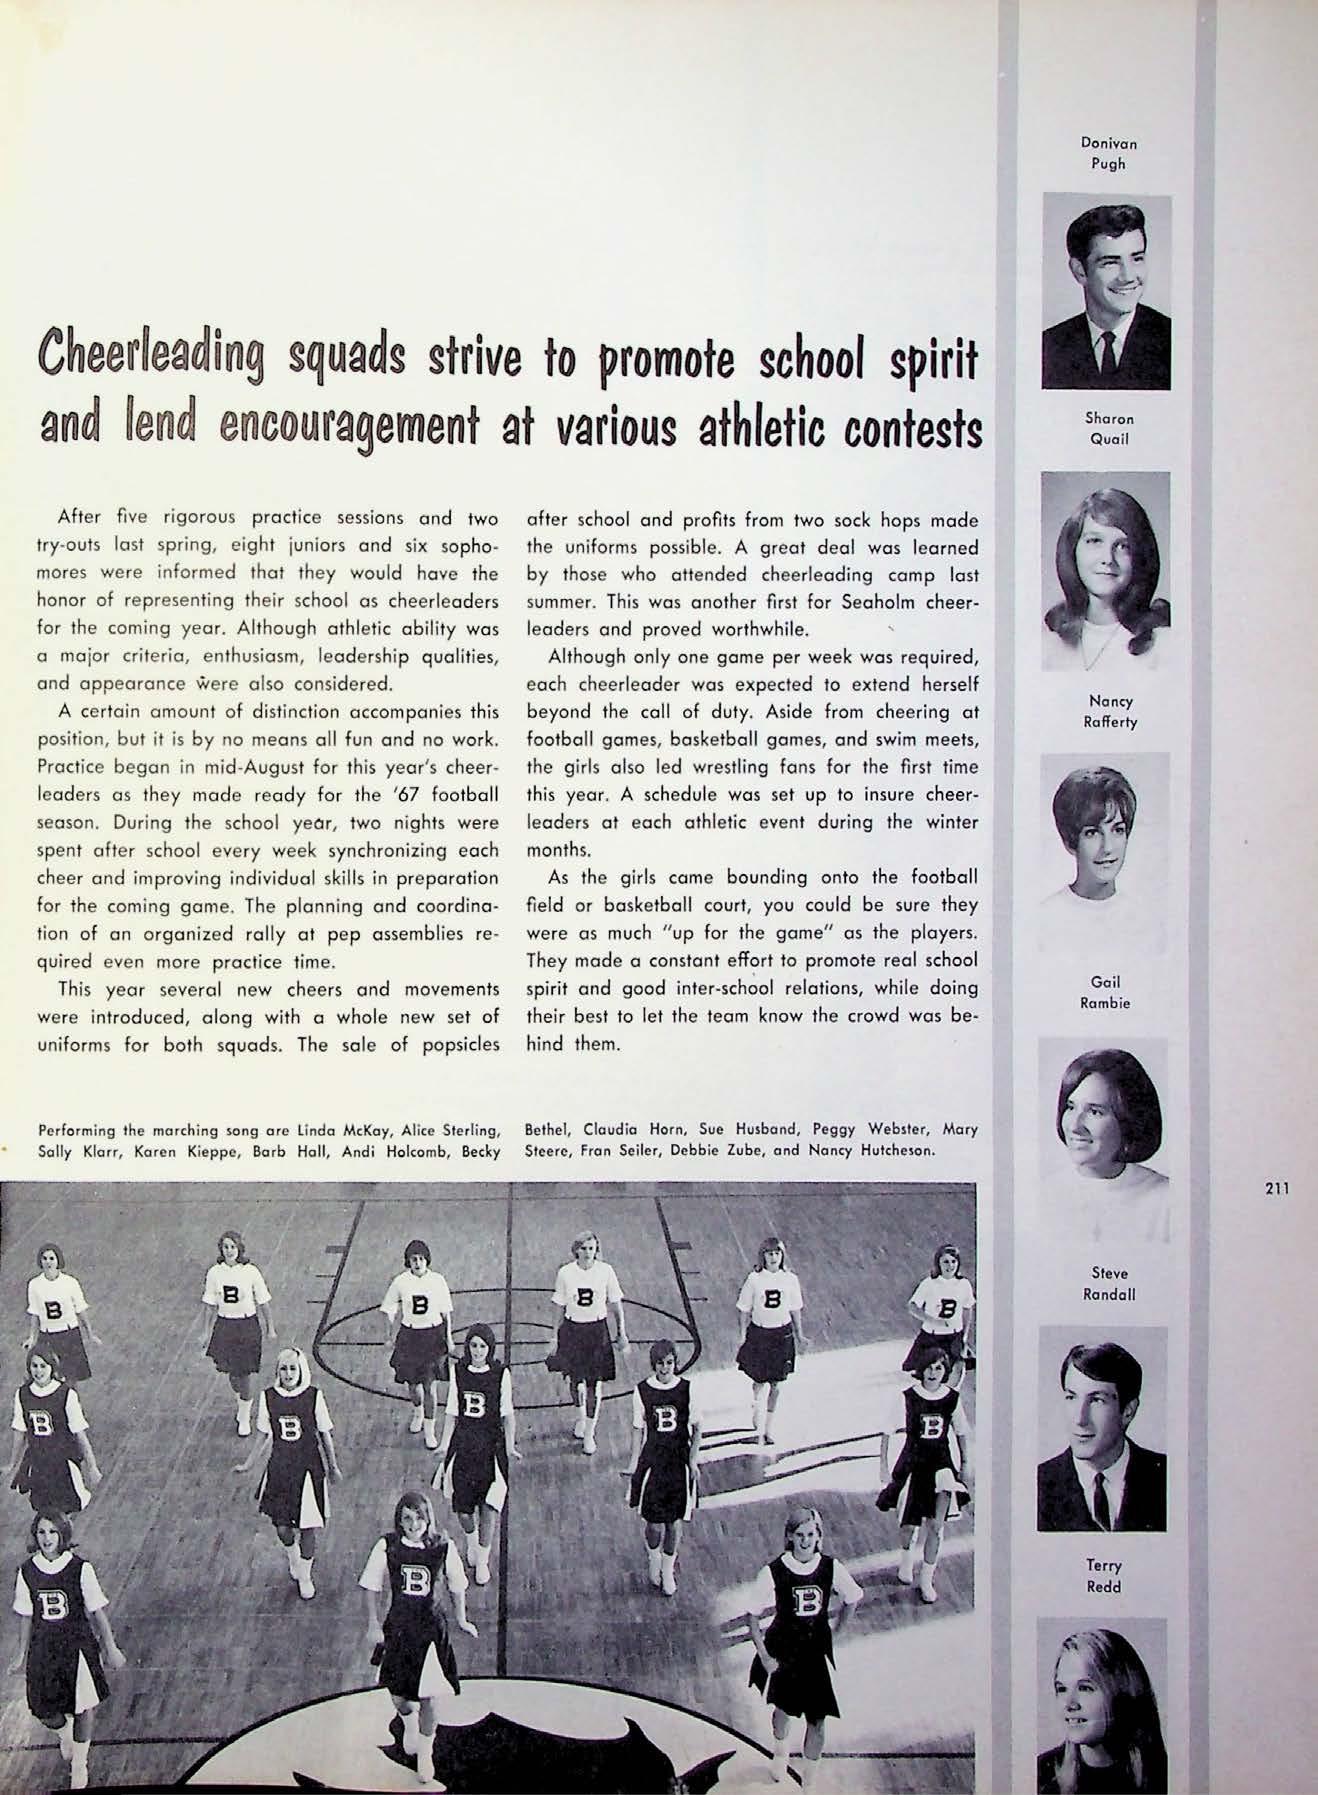 Cheerleading squads strive to promote school spirit
and lend encouragement at various athletic contests
After five rigorous practice sessions and two
try-outs last spring, eight juniors and six sopho-
mores were informed that they would have the
honor of representing their school as cheerleaders
for the coming year. Although athletic ability was
a major criteria, enthusiasm, leadership qualities,
and appearance were also considered.
A certain amount of distinction accompanies this
position, but it is by no means all fun and no work.
Practice began in mid-August for this year's cheer-
leaders as they made ready for the '67 football
season. During the school year, two nights were
spent after school every week synchronizing each
cheer and improving individual skills in preparation
for the coming game. The planning and coordina-
tion of an organized rally at pep assemblies re-
quired even more practice time.
This year several new cheers and movements
were introduced, along with a whole new set of
uniforms for both squads. The sale of popsicles
after school and profits from two sock hops made
the uniforms possible. A great deal was learned
by those who attended cheerleading camp last
summer. This was another first for Seaholm cheer-
leaders and proved worthwhile.
Although only one game per week was required,
each cheerleader was expected to extend herself
beyond the call of duty. Aside from cheering at
football games, basketball games, and swim meets,
the girls also led wrestling fans for the first time
this year. A schedule was set up to insure cheer-
leaders at each athletic event during the winter
months.
As the girls came bounding onto the football
field or basketball court, you could be sure they
were as much "up for the game" as the players.
They made a constant effort to promote real school
spirit and good inter-school relations, while doing
their best to let the team know the crowd was be-
hind them.
Performing the marching song are Linda McKay, Alice Sterling,
Sally Klarr, Karen Kieppe, Barb Hall, Andi Holcomb, Becky
Bethel, Claudia Horn, Sue Husband, Peggy Webster, Mary
Steere, Fran Seiler, Debbie Zube, and Nancy Hutcheson.
B
B
B
B
B
B
B
B
B
B
B
B
B
B
Donivan
Pugh
Sharon
Quail
Nancy
Rafferty
Gail
Rambie
Steve
Randall
Terry
Redd
211